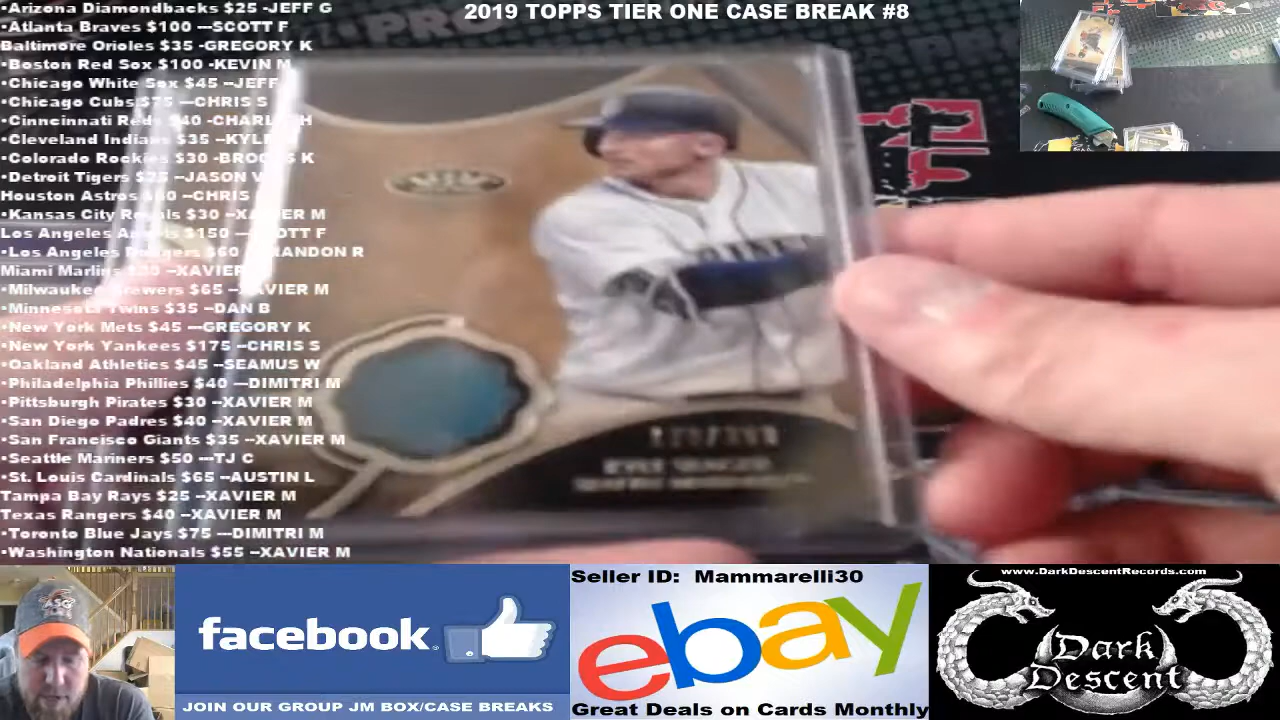 2019 TOPPS TIER ONE CASE BREAK #8
•Arizona Diamondbacks $25 -JEFF G
•Atlanta Braves $100 ---SCOTT F
Baltimore Orioles $35 -GREGORY K
•Boston Red Sox $100 -KEVIN M
•Chicago White Sox $45 --JEFF
•Chicago Cubs $75 ---CHRIS S
•Cinncinnati Reds $40 -CHARL H
•Cleveland Indians $35 --KYL
•Colorado Rockies $30 -BRO K
•Detroit Tigers --JASON V
Houston Astros --CHRIS
•Kansas City Royals $30 --XAVIER M
Los Angeles Angels $150 ---SCOTT F
•Los Angeles Dodgers $60 --BRANDON R
Miami Marlins --XAVIER
•Milwaukee Brewers $65 --XAVIER M
•Minnesota Twins $35 --DAN B
•New York Mets $45 ---GREGORY K
•New York Yankees $175 --CHRIS S
•Oakland Athletics $45 --SEAMUS W
•Philadelphia Phillies $40 ---DIMITRI M
•Pittsburgh Pirates $30 --XAVIER M
•San Diego Padres $40 --XAVIER M
•San Francisco Giants $35 --XAVIER M
•Seattle Mariners $50 ---TJ C
•St. Louis Cardinals $65 --AUSTIN L
Tampa Bay Rays $25 --XAVIER M
Texas Rangers $40 --XAVIER M
•Toronto Blue Jays $75 ---DIMITRI M
•Washington Nationals $55 --XAVIER M
KYLE SEAGER
SEATTLE MARINERS
facebook
JOIN OUR GROUP JM BOX/CASE BREAKS
Seller ID: Mammarelli30
ebay
Great Deals on Cards Monthly
www.DarkDescentRecords.com
Dark
Descent